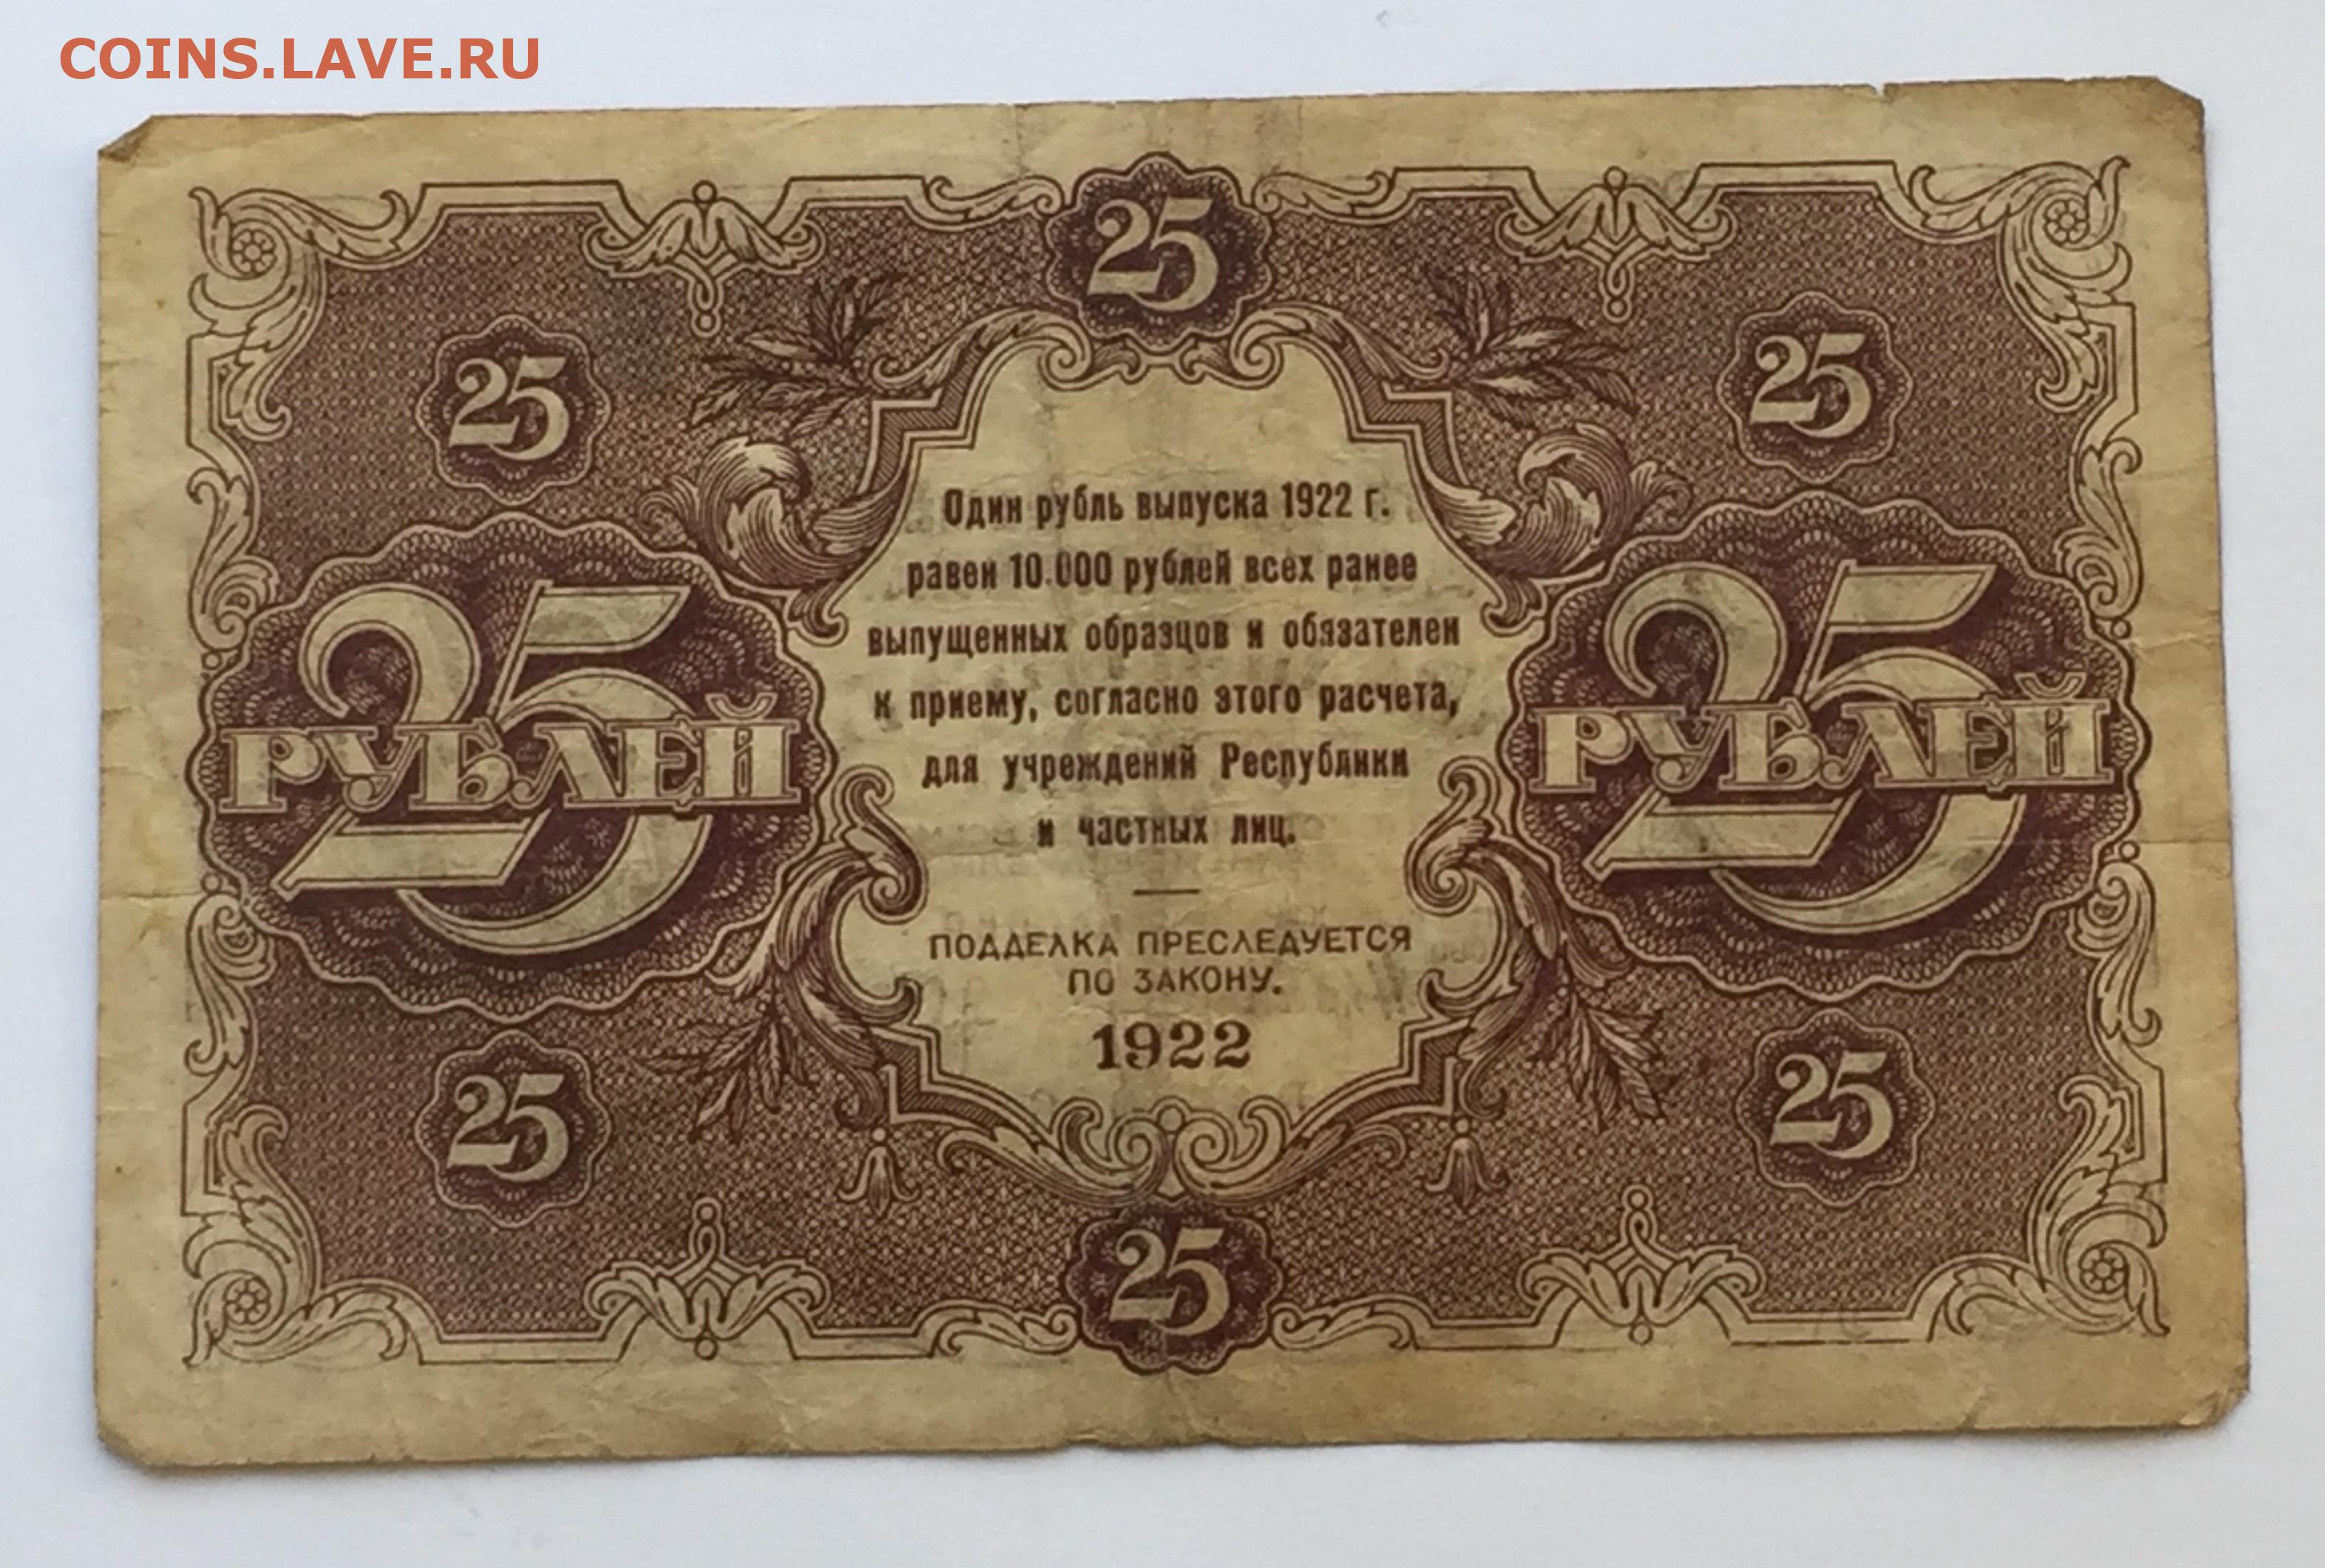 COINS.LAVE.RU
25
25
25
Один рубль выпуска 1922 г.
равен 10.000 рублей всех ранее
выпущенных образцов и обязателен
к приему, согласно этого расчета,
для учреждений Республики
и частных лиц.
25
РУБЛЕЙ
25
РУБЛЕЙ
ПОДДЕЛКА ПРЕСЛЕДУЕТСЯ
ПО ЗАКОНУ.
1922
25
25
25